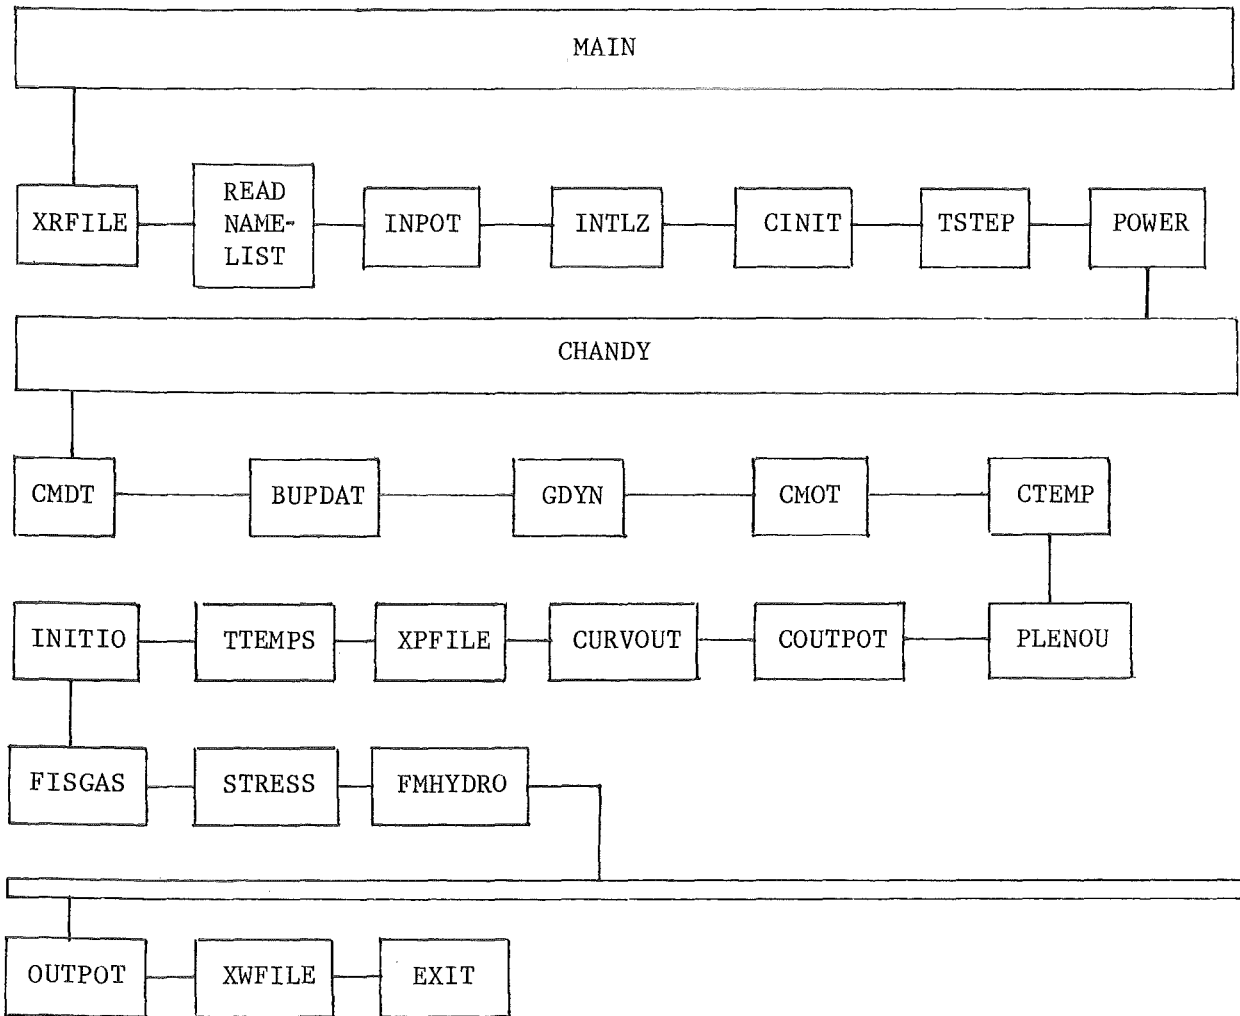 MAIN
XRFILE
READ
NAME-
LIST
INPOT
INTLZ
CINIT
TSTEP
POWER
CHANDY
CMDT
BUPDAT
GDYN
CMOT
CTEMP
INITIO
TTEMPS
XPFILE
CURVOUT
COUTPOT
PLENOU
FISGAS
STRESS
FMHYDRO
OUTPOT
XWFILE
EXIT